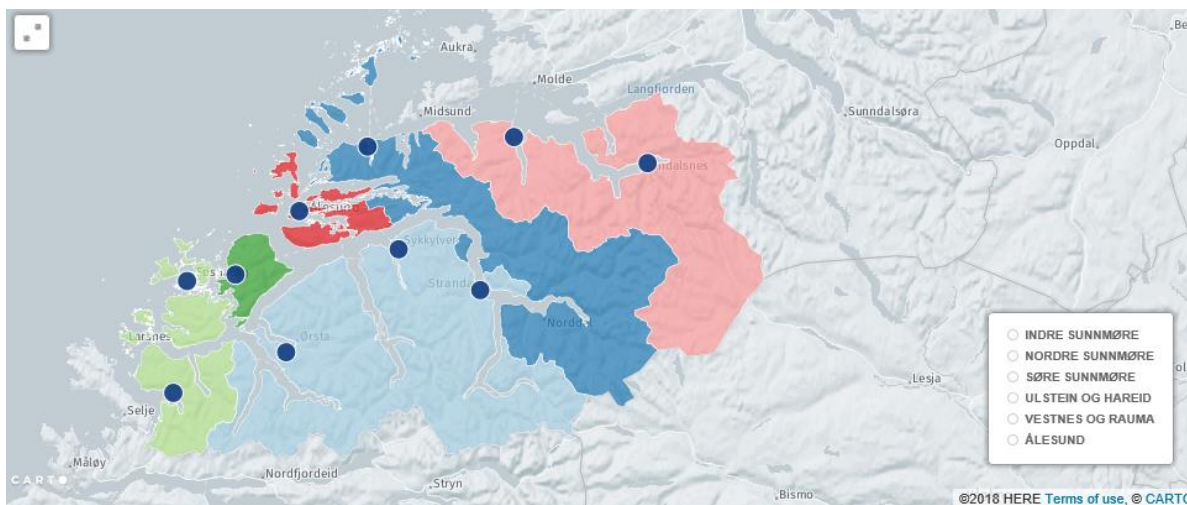 Aukra
Be
Molde
Langfjorden
Midsund
Sunndalsøra
Oppdal
ndalsnes
Ålesund
Sykkylven
Stranda
Norddal
Ørsta
Larsnes
Selje
Måløy
Nordfjordeid
Stryn
Lesja
Bismo
INDRE SUNNMØRE
NORDRE SUNNMØRE
SØRE SUNNMØRE
ULSTEIN OG HAREID
VESTNES OG RAUMA
ÅLESUND
CARTO
©2018 HERE Terms of use, © CARTO